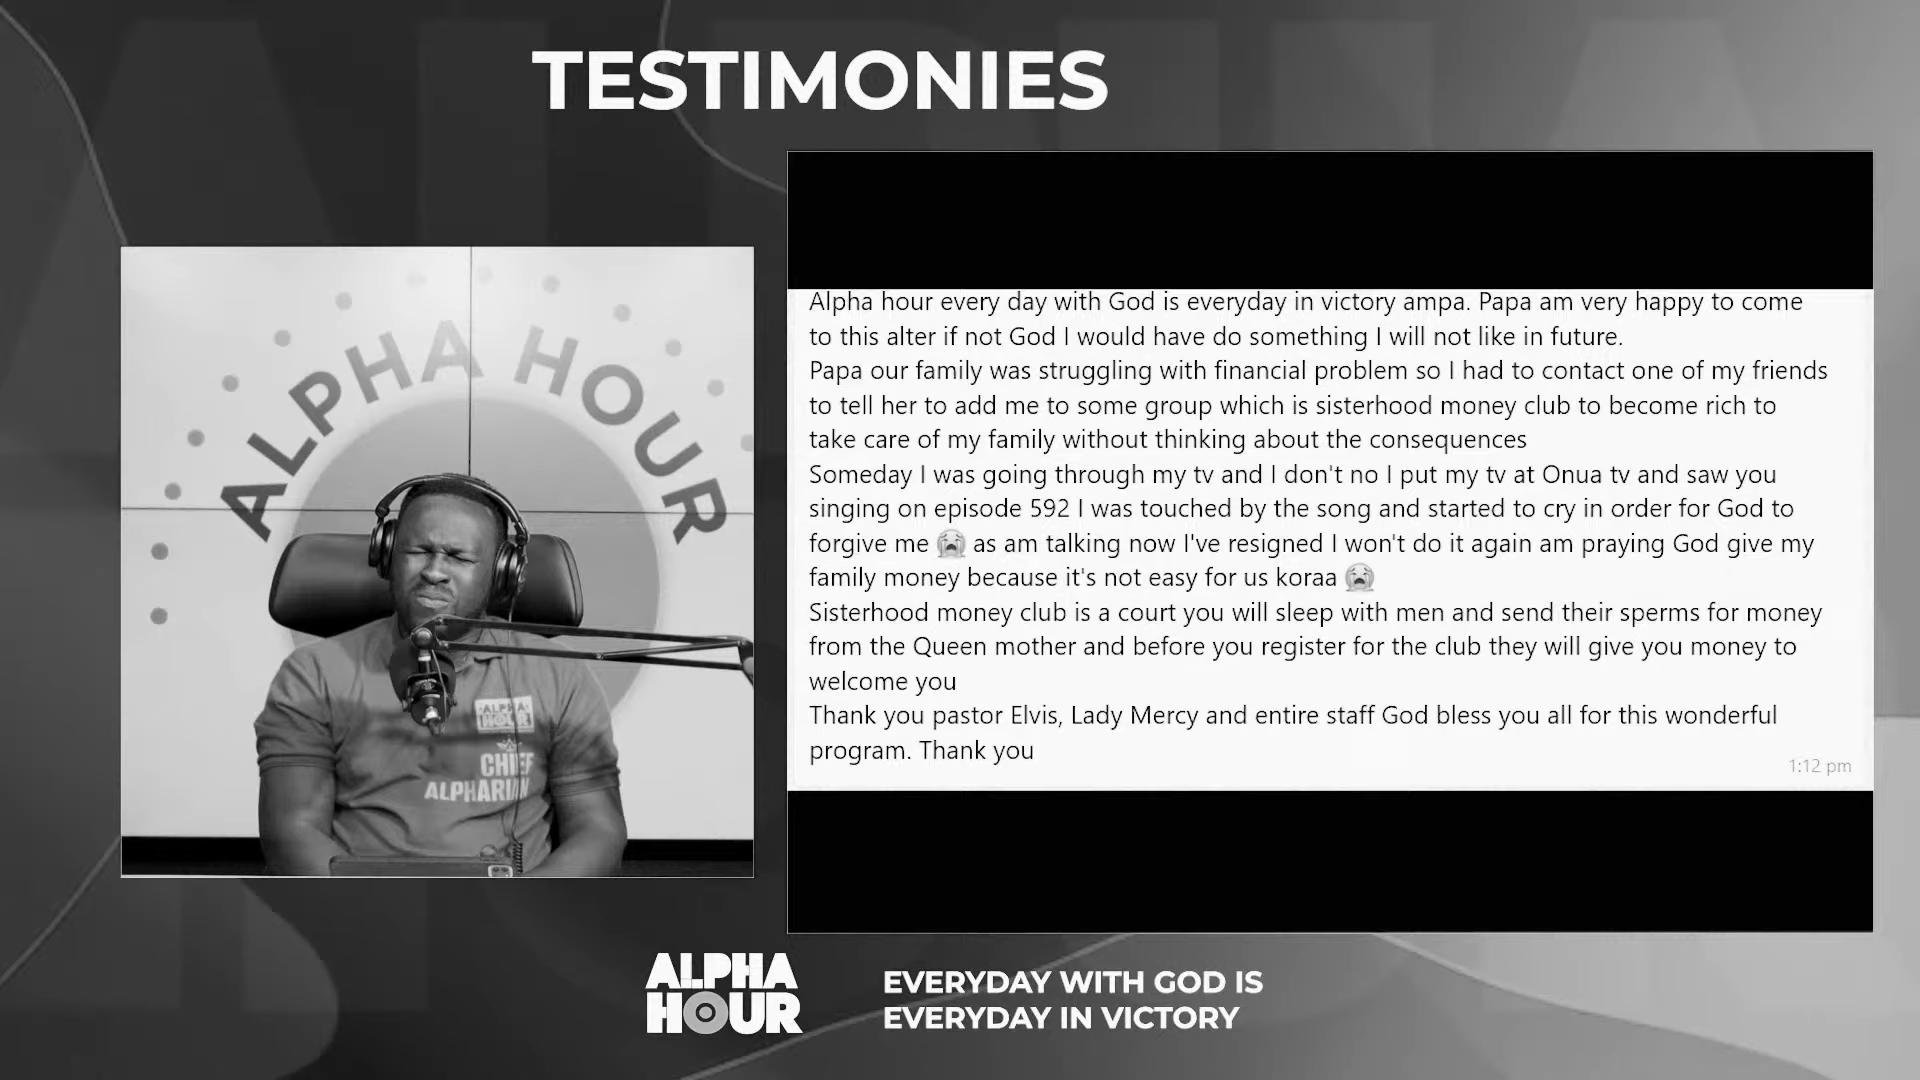 TESTIMONIES
ALPHA HOUR
ALPHA
HOUR
CHIEF
ALPHARIAN
Alpha hour every day with God is everyday in victory ampa. Papa am very happy to come
to this alter if not God I would have do something I will not like in future.
Papa our family was struggling with financial problem so I had to contact one of my friends
to tell her to add me to some group which is sisterhood money club to become rich to
take care of my family without thinking about the consequences
Someday I was going through my tv and I don't no I put my tv at Onua tv and saw you
singing on episode 592 I was touched by the song and started to cry in order for God to
forgive me 😭 as am talking now I've resigned I won't do it again am praying God give my
family money because it's not easy for us koraa 😭
Sisterhood money club is a court you will sleep with men and send their sperms for money
from the Queen mother and before you register for the club they will give you money to
welcome you
Thank you pastor Elvis, Lady Mercy and entire staff God bless you all for this wonderful
program. Thank you
1:12 pm
ALPHA
HOUR
EVERYDAY WITH GOD IS
EVERYDAY IN VICTORY